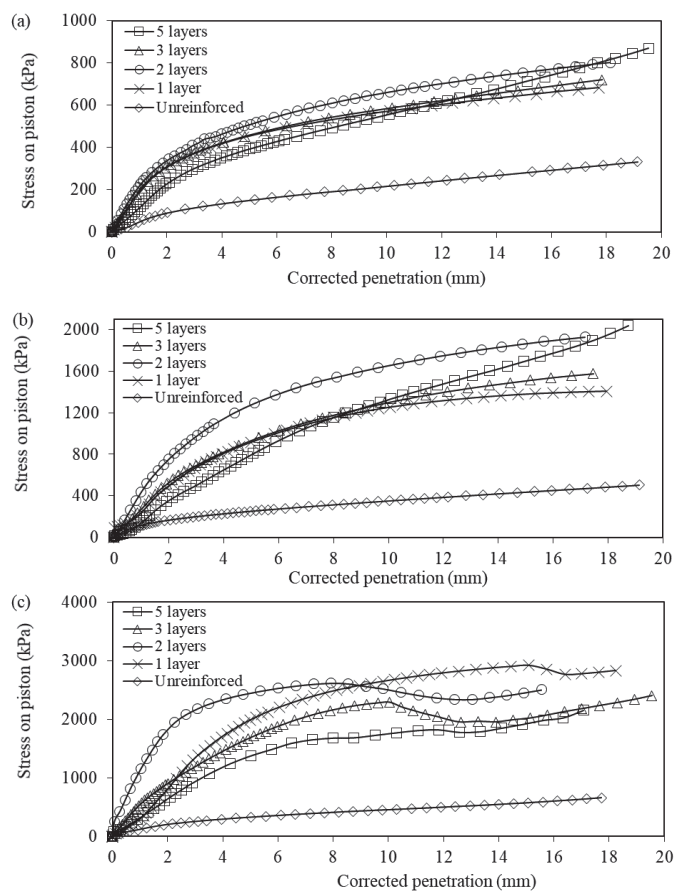 (a)
1000
800
600
400
200
0
Stress on piston (kPa)
5 layers
3 layers
2 layers
1 layer
Unreinforced
0 2 4 6 8 10 12 14 16 18 20
Corrected penetration (mm)
(b)
2000
1600
1200
800
400
0
Stress on piston (kPa)
5 layers
3 layers
2 layers
1 layer
Unreinforced
0 2 4 6 8 10 12 14 16 18 20
Corrected penetration (mm)
(c)
4000
3000
2000
1000
0
Stress on piston (kPa)
5 layers
3 layers
2 layers
1 layer
Unreinforced
0 2 4 6 8 10 12 14 16 18 20
Corrected penetration (mm)